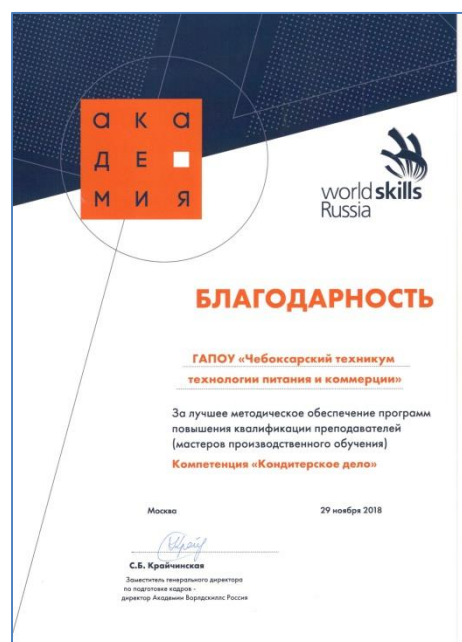 ака
де
мия
world skills
Russia
БЛАГОДАРНОСТЬ
ГАПОУ «Чебоксарский техникум
технологии питания и коммерции»
За лучшее методическое обеспечение программ
повышения квалификации преподавателей
(мастеров производственного обучения)
Компетенция «Кондитерское дело»
Москва 29 ноября 2018
С.Б. Крайчинская
Заместитель генерального директора
по подготовке кадров –
директор Академии Ворлдскиллс Россия